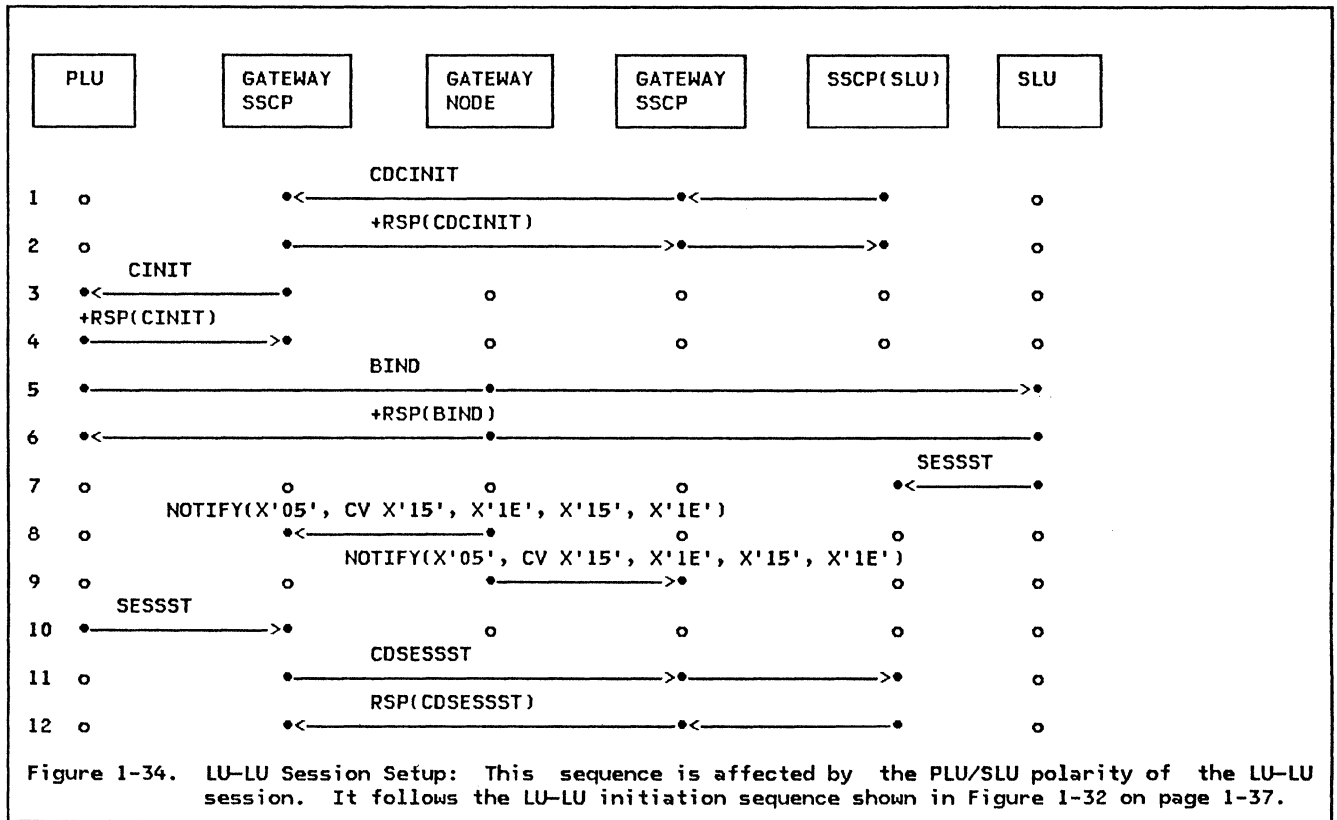 PLU GATEWAY SSCP GATEWAY NODE GATEWAY SSCP SSCP(SLU) SLU
CDCINIT
1
+RSP(CDCINIT)
2
CINIT
3
+RSP(CINIT)
4
BIND
5
+RSP(BIND)
6
SESSST
7
NOTIFY(X'05', CV X'15', X'1E', X'15', X'1E')
8
NOTIFY(X'05', CV X'15', X'1E', X'15', X'1E')
9
SESSST
10
CDSESSST
11
RSP(CDSESSST)
12
Figure 1-34. LU-LU Session Setup: This sequence is affected by the PLU/SLU polarity of the LU-LU
session. It follows the LU-LU initiation sequence shown in Figure 1-32 on page 1-37.